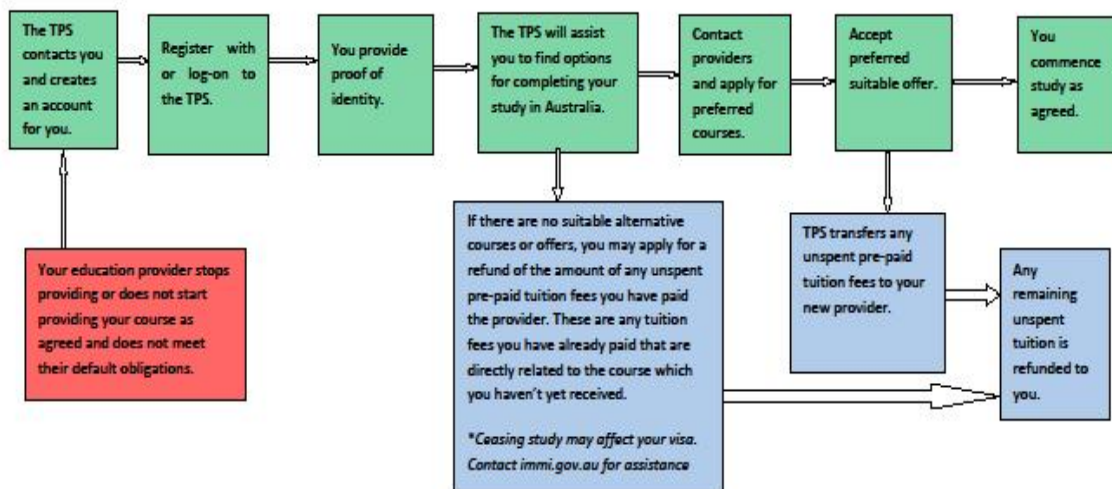 The TPS
contacts you
and creates
an account
for you.
Register with
or log-on to
the TPS.
You provide
proof of
identity.
The TPS will assist
you to find options
for completing your
study in Australia.
Contact
providers
and apply for
preferred
courses.
Accept
preferred
suitable offer.
You
commence
study as
agreed.
Your education provider stops
providing or does not start
providing your course as
agreed and does not meet
their default obligations.
If there are no suitable alternative
courses or offers, you may apply for a
refund of the amount of any unspent
pre-paid tuition fees you have paid
the provider. These are any tuition
fees you have already paid that are
directly related to the course which
you haven't yet received.
*Ceasing study may affect your visa.
Contact immi.gov.au for assistance
TPS transfers any
unspent pre-paid
tuition fees to your
new provider.
Any
remaining
unspent
tuition is
refunded to
you.